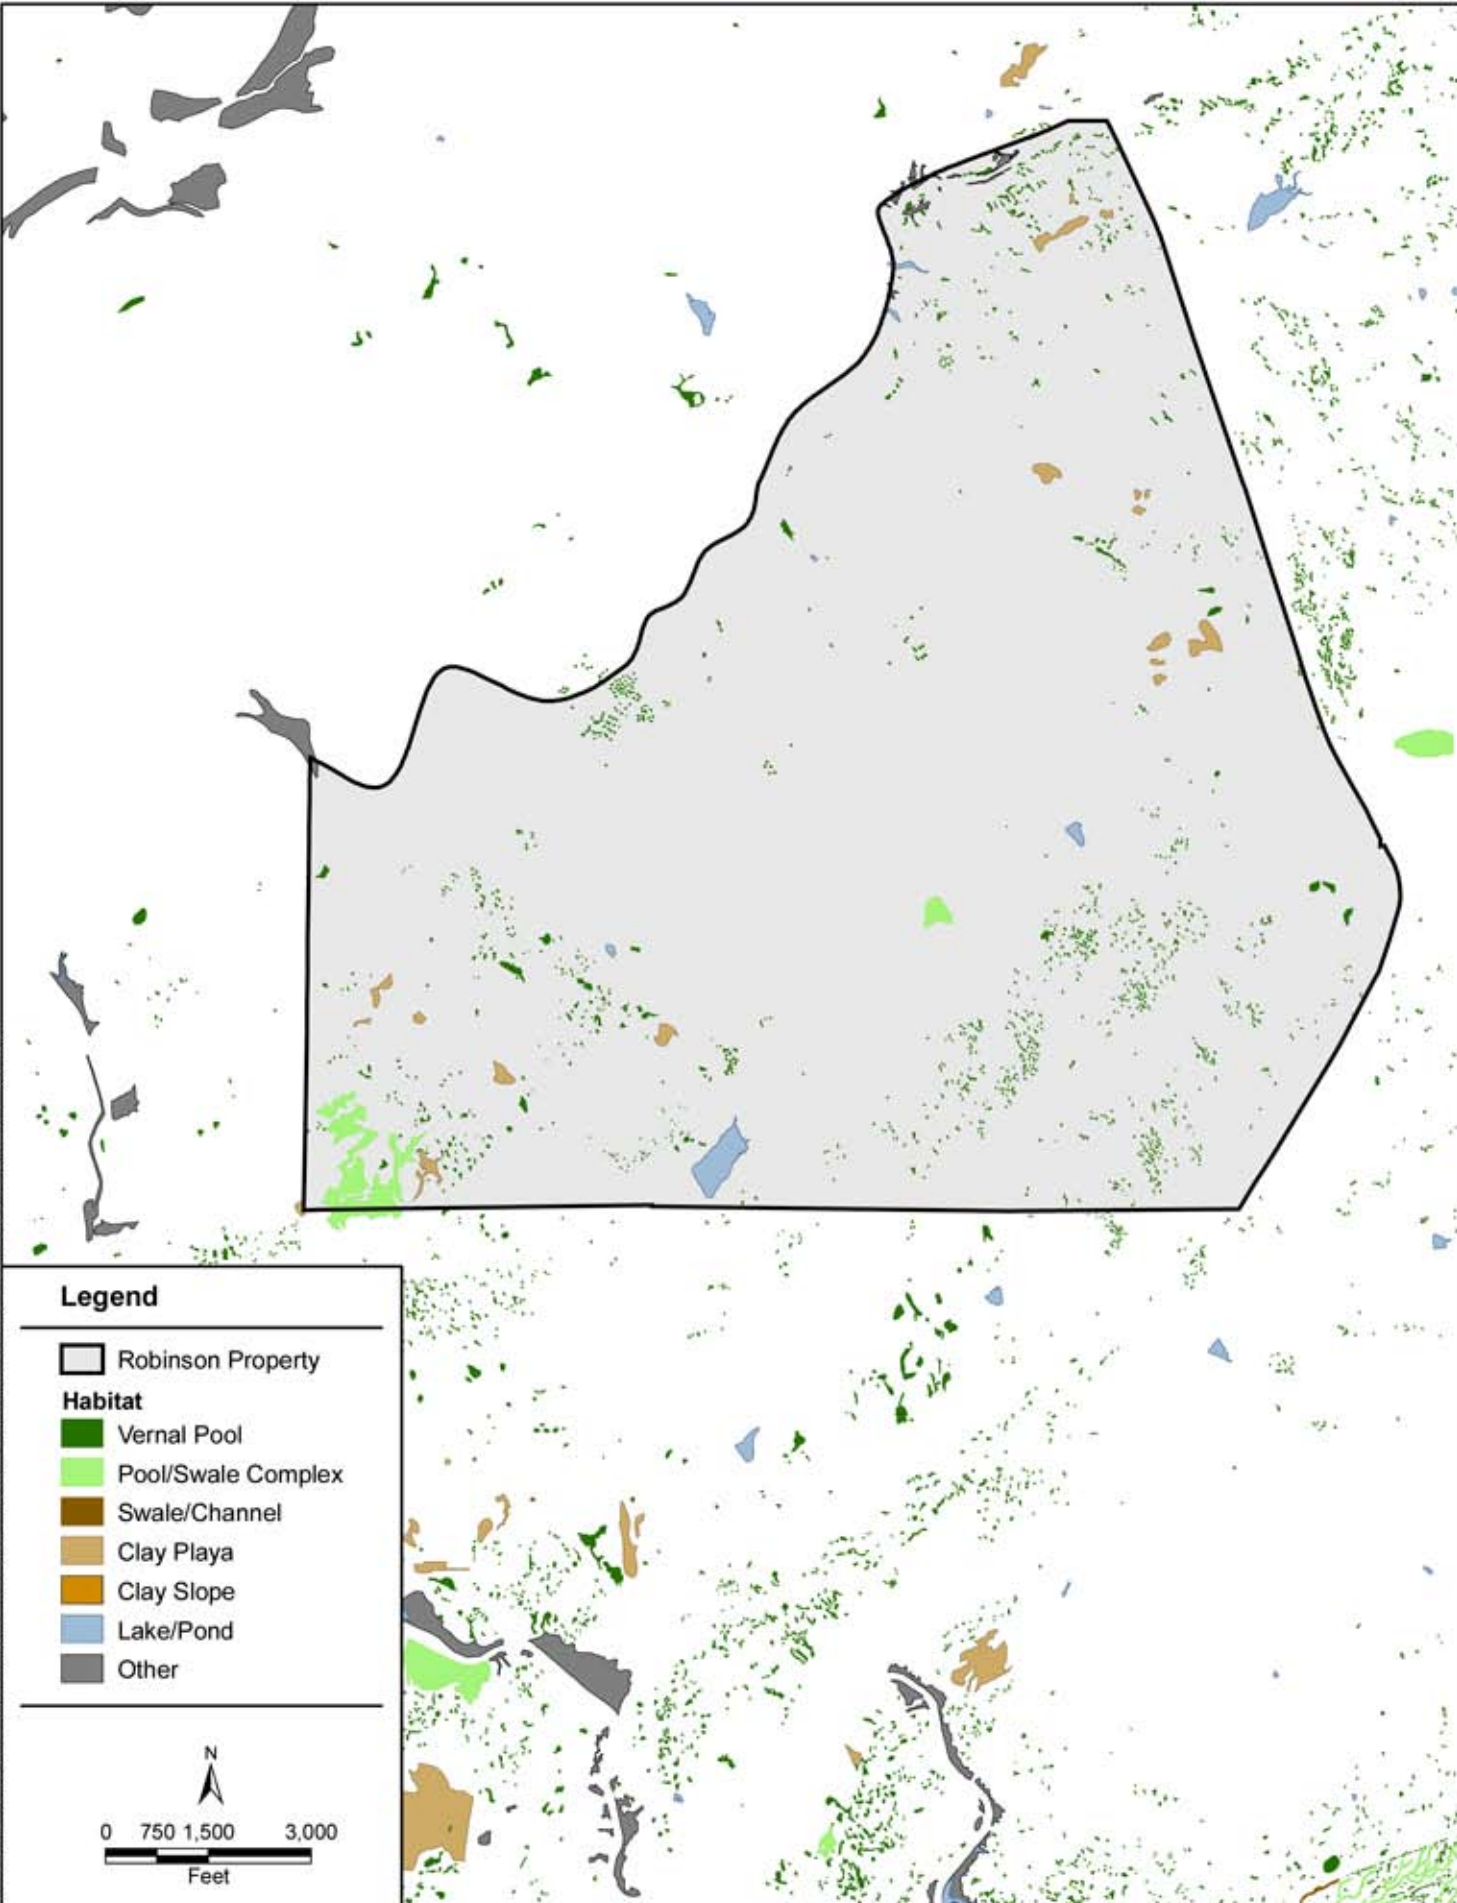 Legend
Robinson Property
Habitat
Vernal Pool
Pool/Swale Complex
Swale/Channel
Clay Playa
Clay Slope
Lake/Pond
Other
N
0 750 1,500 3,000
Feet